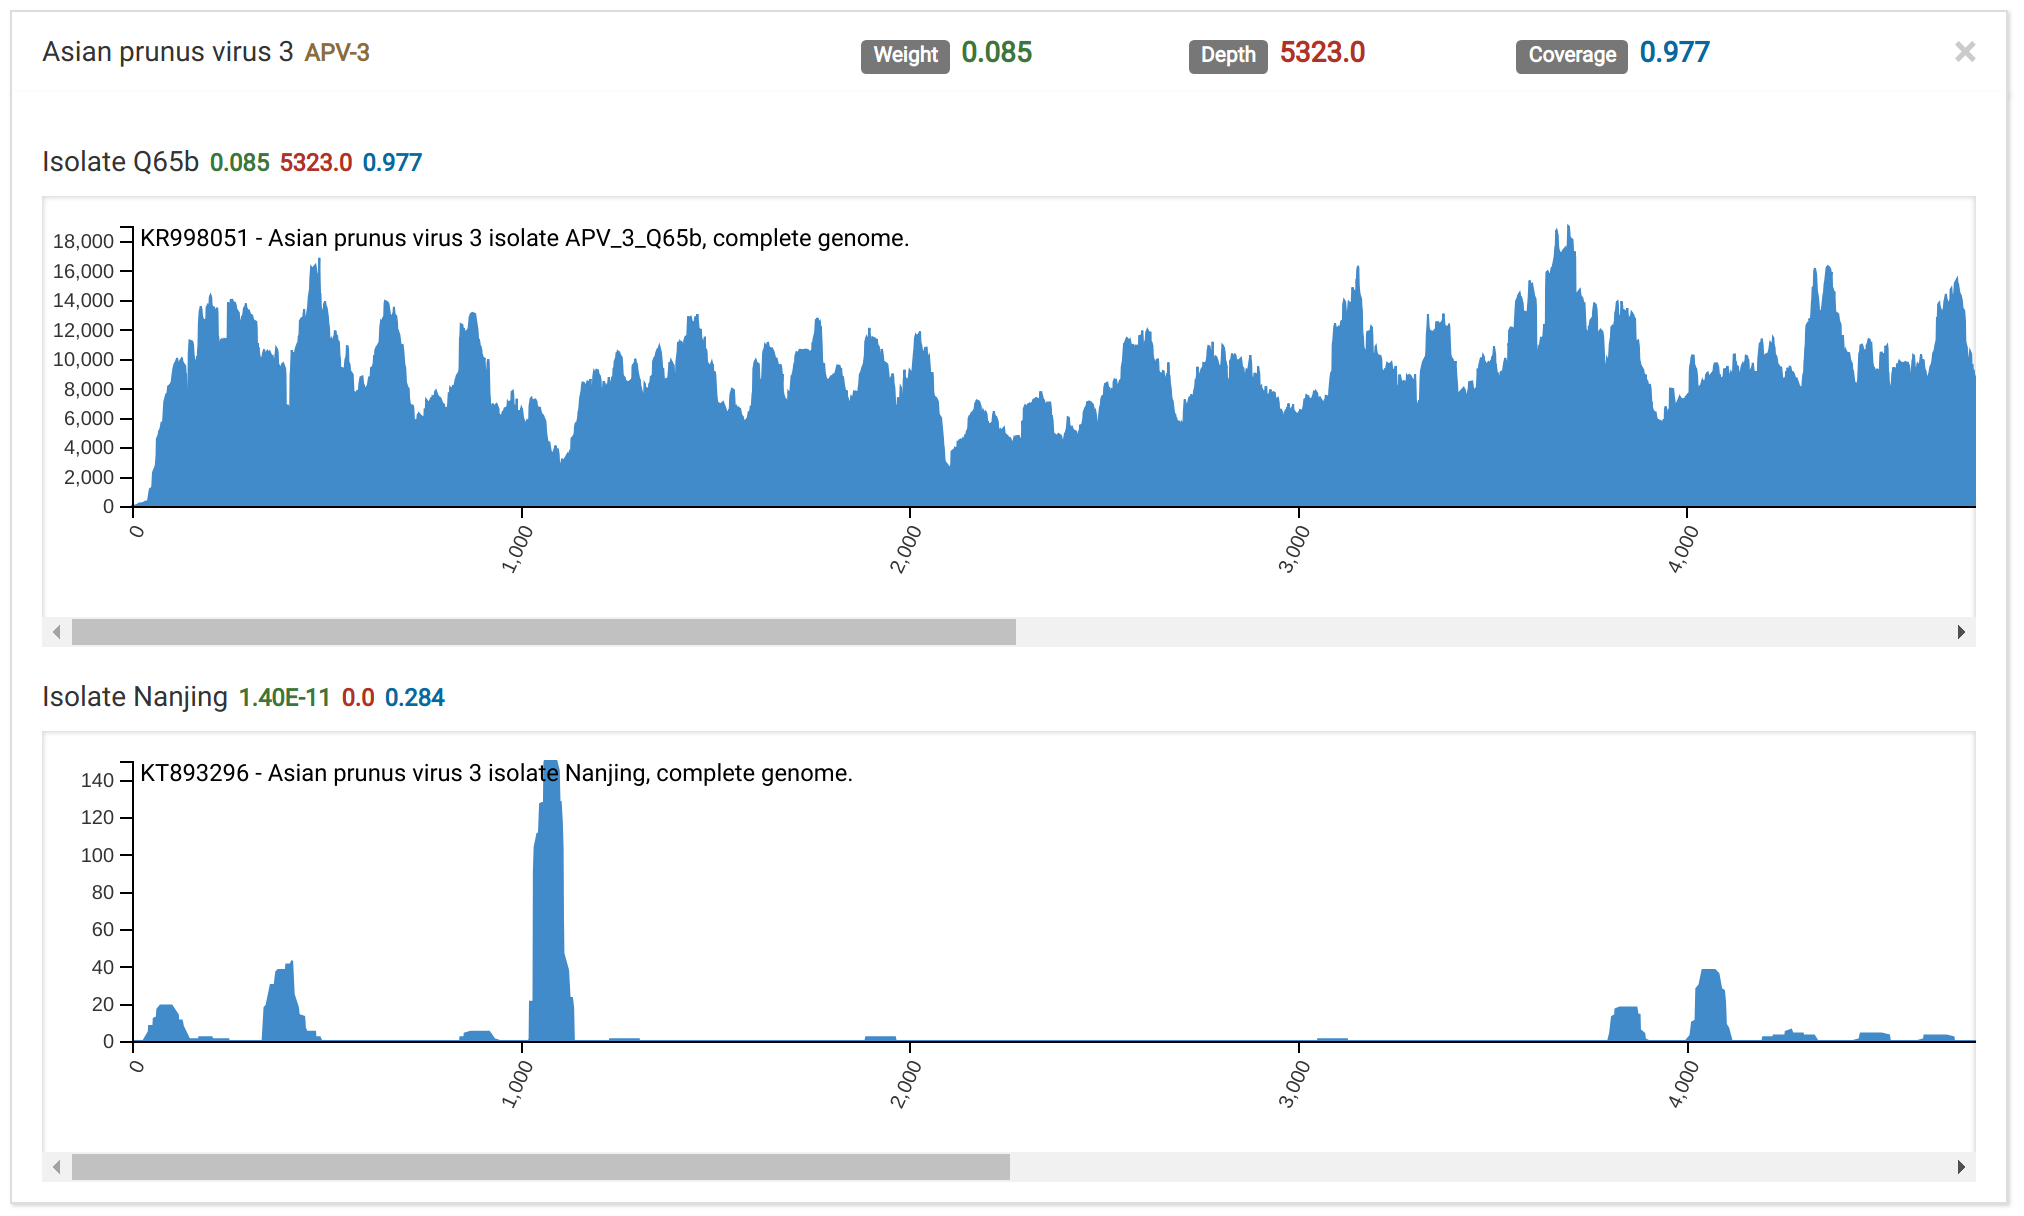 Asian prunus virus 3 APV-3 Weight 0.085 Depth 5323.0 Coverage 0.977 ×
Isolate Q65b 0.085 5323.0 0.977
KR998051 - Asian prunus virus 3 isolate APV_3_Q65b, complete genome.
18,000
16,000
14,000
12,000
10,000
8,000
6,000
4,000
2,000
0
0 1,000 2,000 3,000 4,000
Isolate Nanjing 1.40E-11 0.0 0.284
KT893296 - Asian prunus virus 3 isolate Nanjing, complete genome.
140
120
100
80
60
40
20
0
0 1,000 2,000 3,000 4,000